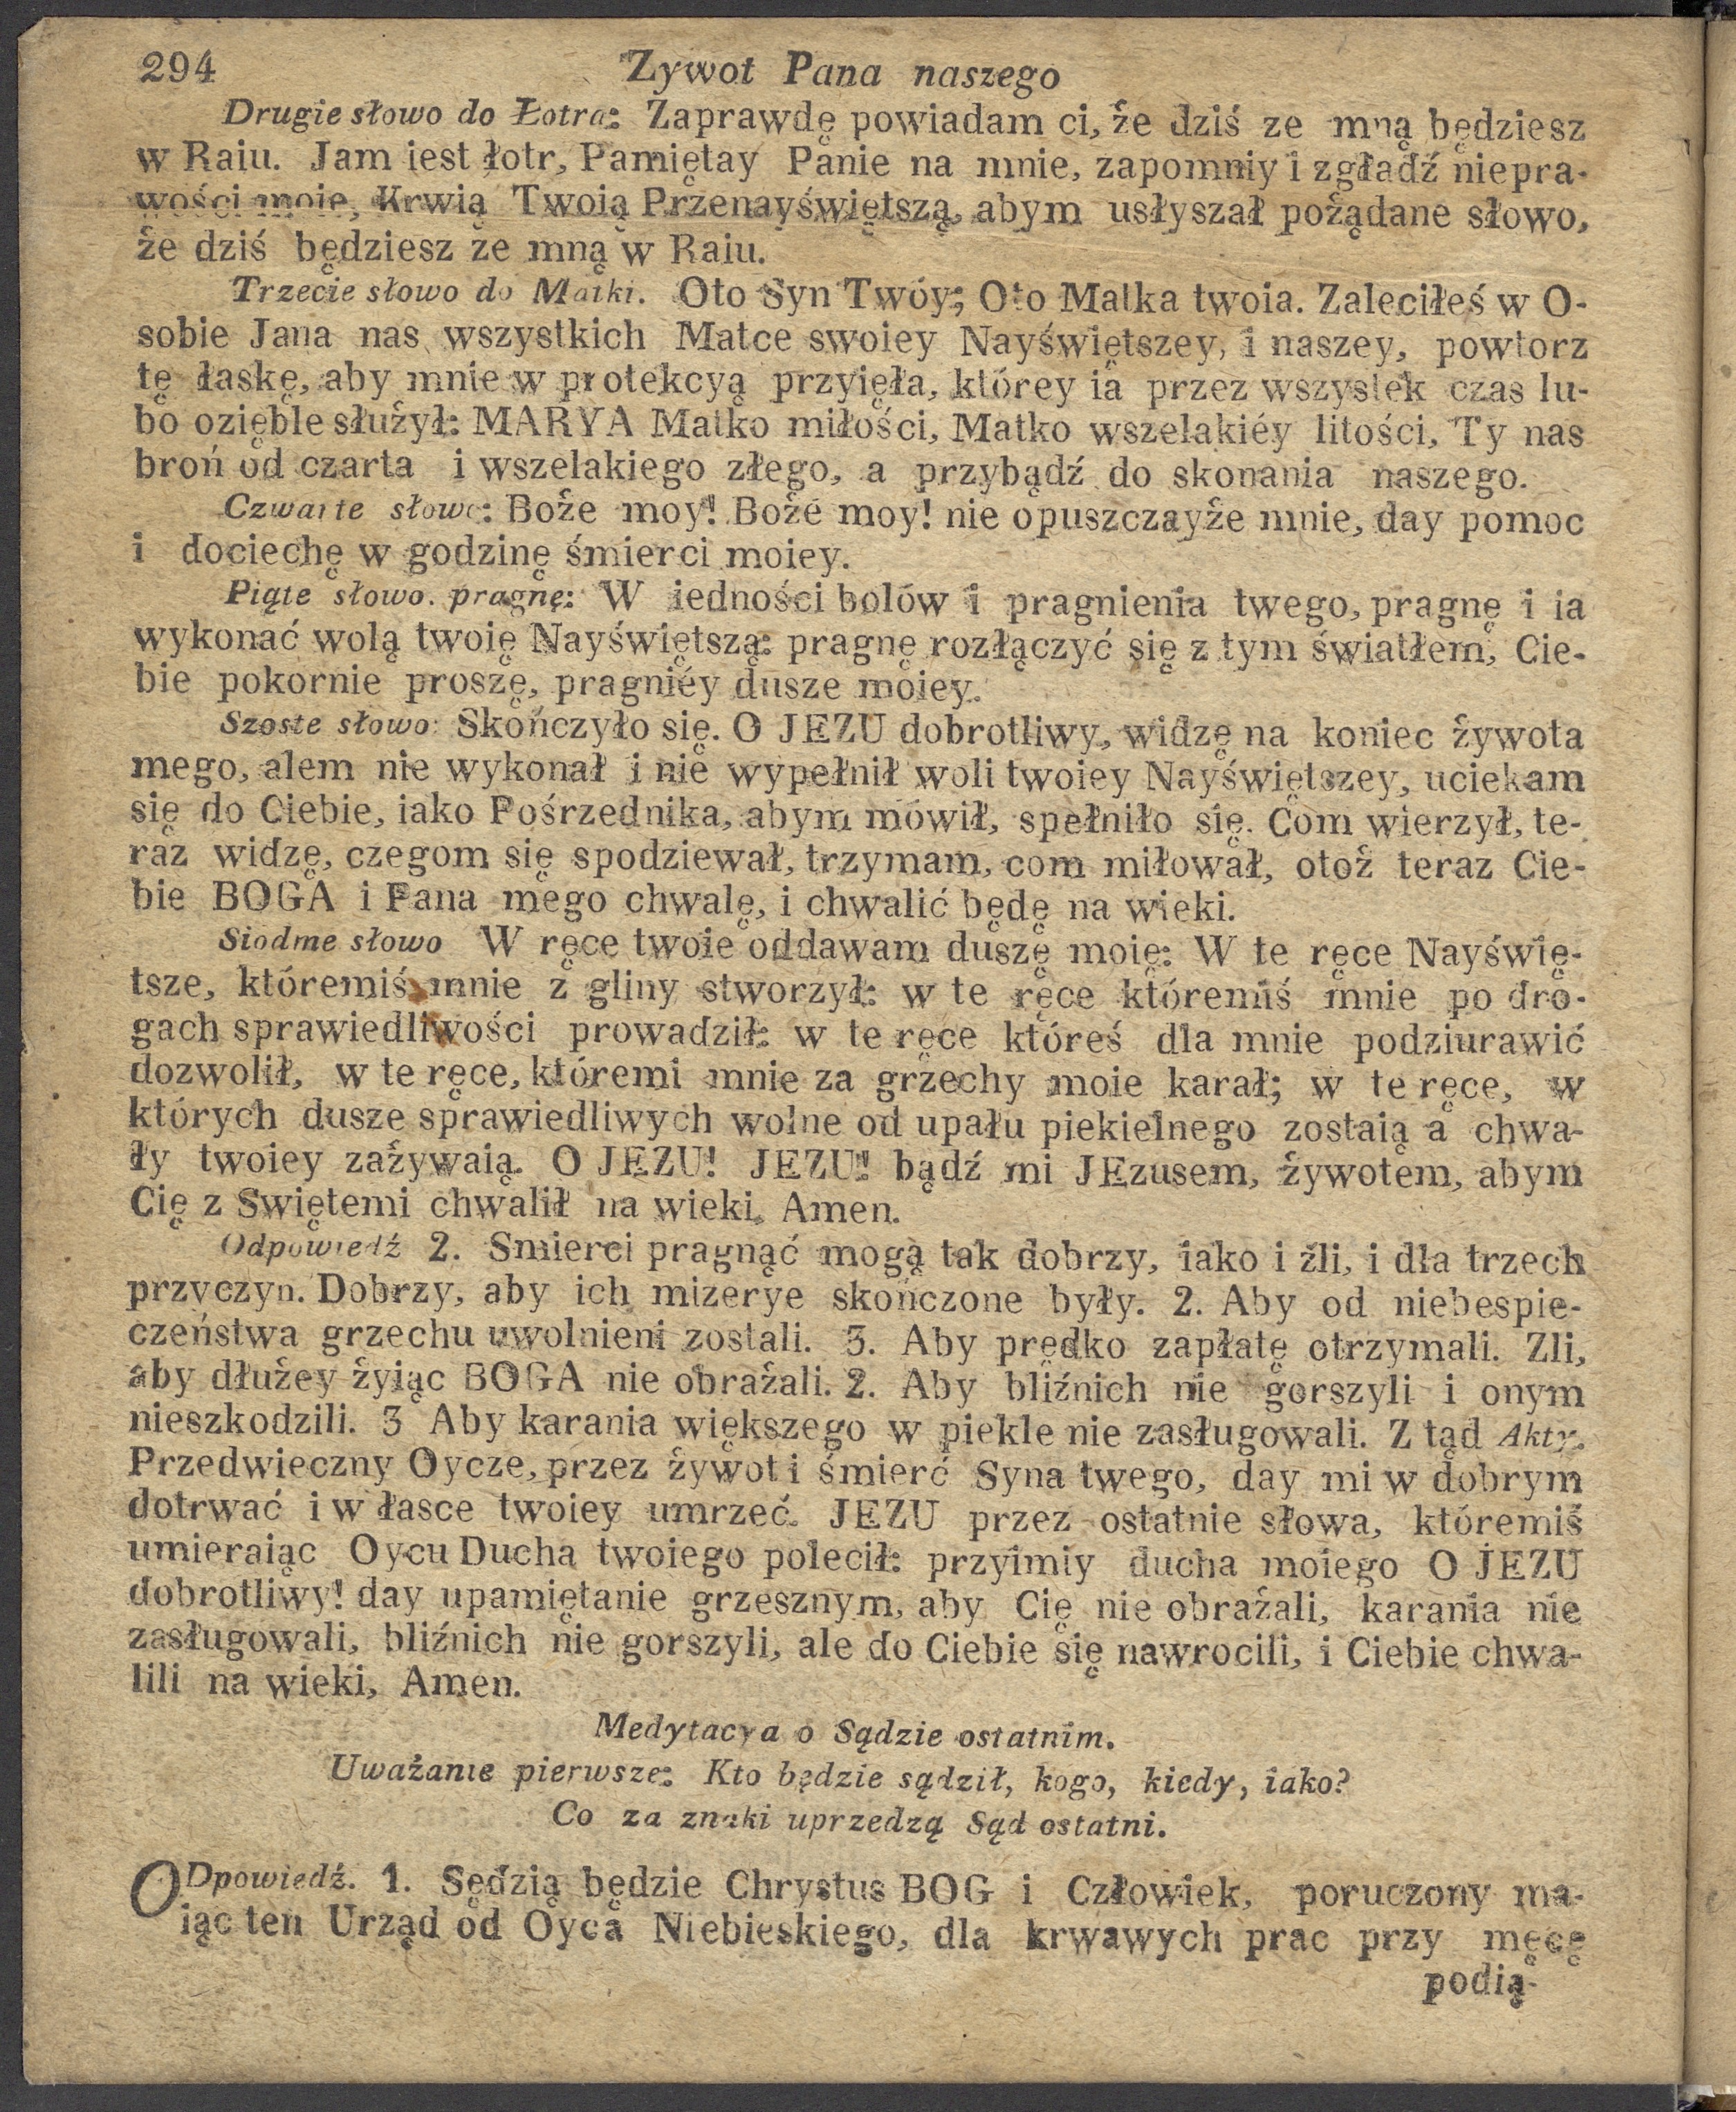 294 Zywot Pana naszego
Drugie słowo do Łotra: Zaprawdę powiadam ci, że dziś ze mną będziesz
w Raiu. Jam iest łotr, Pamiętay Panie na mnie, zapomniy i zgładź niepra-
wości moie, Krwią Twoią Przenayświętszą, abym usłyszał pożądane słowo,
że dziś będziesz ze mną w Raiu.
Trzecie słowo do Matki. Oto Syn Twóy; Oto Matka twoia. Zaleciłeś w O-
sobie Jana nas wszystkich Matce swoiey Nayświętszey, i naszey, powtorz
tę łaskę, aby mnie w protekcyą przyięła, którey ia przez wszystek czas lu-
bo ozięble służył: MARYA Matko miłości, Matko wszelakiéy litości, Ty nas
broń od czarta i wszelakiego złego, a przybądź do skonania naszego.
Czwarte słowo: Boże moy! Boże moy! nie opuszczayże mnie, day pomoc
i dociechę w godzinę śmierci moiey.
Piąte słowo. pragnę: W iedności bolów i pragnienia twego, pragnę i ia
wykonać wolą twoię Nayświętszą: pragnę rozłączyć się z tym światłem, Cie-
bie pokornie proszę, pragniéy dusze moiey.
Szoste słowo: Skończyło się. O JEZU dobrotliwy, widzę na koniec żywota
mego, alem nie wykonał i nie wypełnił woli twoiey Nayświętszey, uciekam
się do Ciebie, iako Pośrzednika, abym mówił, spełniło się. Com wierzył, te-
raz widzę, czegom się spodziewał, trzymam, com miłował, otoż teraz Cie-
bie BOGA i Pana mego chwalę, i chwalić będę na wieki.
Siodme słowo W ręce twoie oddawam duszę moię: W te ręce Nayświę-
tsze, któremiś mnie z gliny stworzył: w te ręce któremiś mnie po dro-
gach sprawiedliwości prowadził: w te ręce któreś dla mnie podziurawić
dozwolił, w te ręce, któremi mnie za grzechy moie karał; w te ręce, w
których dusze sprawiedliwych wolne od upału piekielnego zostaią a chwa-
ły twoiey zażywaią. O JEZU! JEZU! bądź mi JEzusem, żywotem, abym
Cię z Swiętemi chwalił na wieki, Amen.
Odpowiedź 2. Smierci pragnąć mogą tak dobrzy, iako i źli, i dla trzech
przyczyn. Dobrzy, aby ich mizerye skończone były. 2. Aby od niebespie-
czeństwa grzechu uwolnieni zostali. 3. Aby prędko zapłatę otrzymali. Zli,
aby dłużey żyiąc BOGA nie obrażali. 2. Aby bliźnich nie gorszyli i onym
nieszkodzili. 3 Aby karania większego w piekle nie zasługowali. Z tąd Akty.
Przedwieczny Oycze, przez żywot i śmierć Syna twego, day mi w dobrym
dotrwać i w łasce twoiey umrzeć. JEZU przez ostatnie słowa, któremiś
umieraiąc Oycu Ducha twoiego polecił: przyimiy ducha moiego O JEZU
dobrotliwy! day upamiętanie grzesznym, aby Cię nie obrażali, karania nie
zasługowali, bliźnich nie gorszyli, ale do Ciebie się nawrocili, i Ciebie chwa-
lili na wieki, Amen.
Medytacya o Sądzie ostatnim.
Uważanie pierwsze: Kto będzie sądził, kogo, kiedy, iako?
Co za znaki uprzedzą Sąd ostatni.
ODpowiedź. 1. Sędzią będzie Chrystus BOG i Człowiek, poruczony ma-
iąc ten Urząd od Oyca Niebieskiego, dla krwawych prac przy męce
podią-